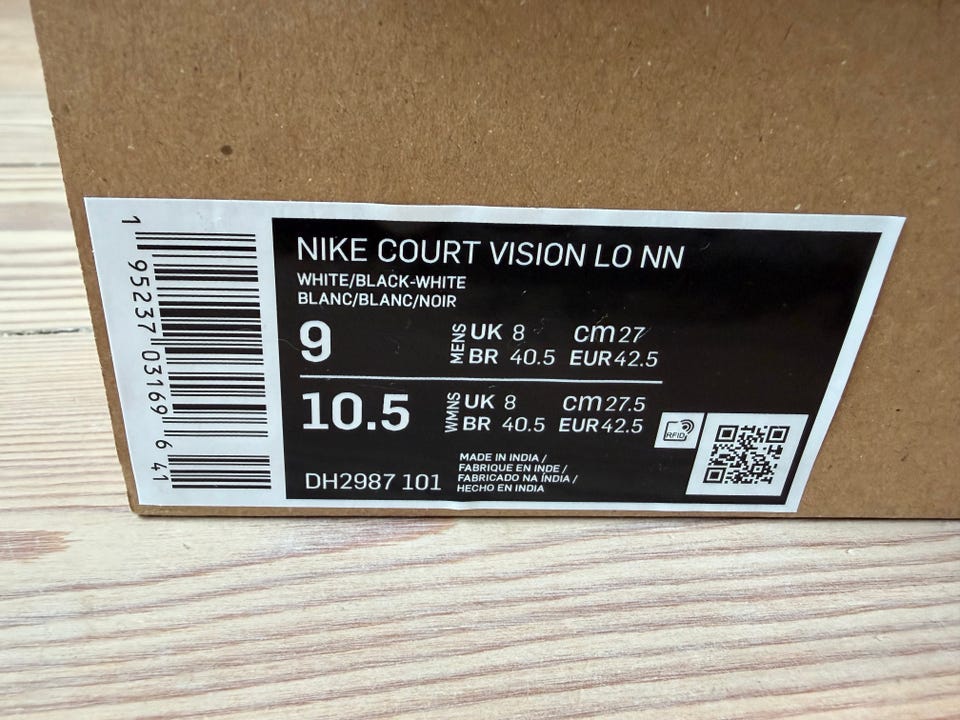 1 95237 03169 6 41
NIKE COURT VISION LO NN
WHITE/BLACK-WHITE
BLANC/BLANC/NOIR
9 MENS UK 8 cm 27
BR 40.5 EUR 42.5
10.5 WMNS UK 8 cm 27.5
BR 40.5 EUR 42.5
RFID
DH2987 101
MADE IN INDIA /
FABRIQUE EN INDE /
FABRICADO NA ÍNDIA /
HECHO EN INDIA